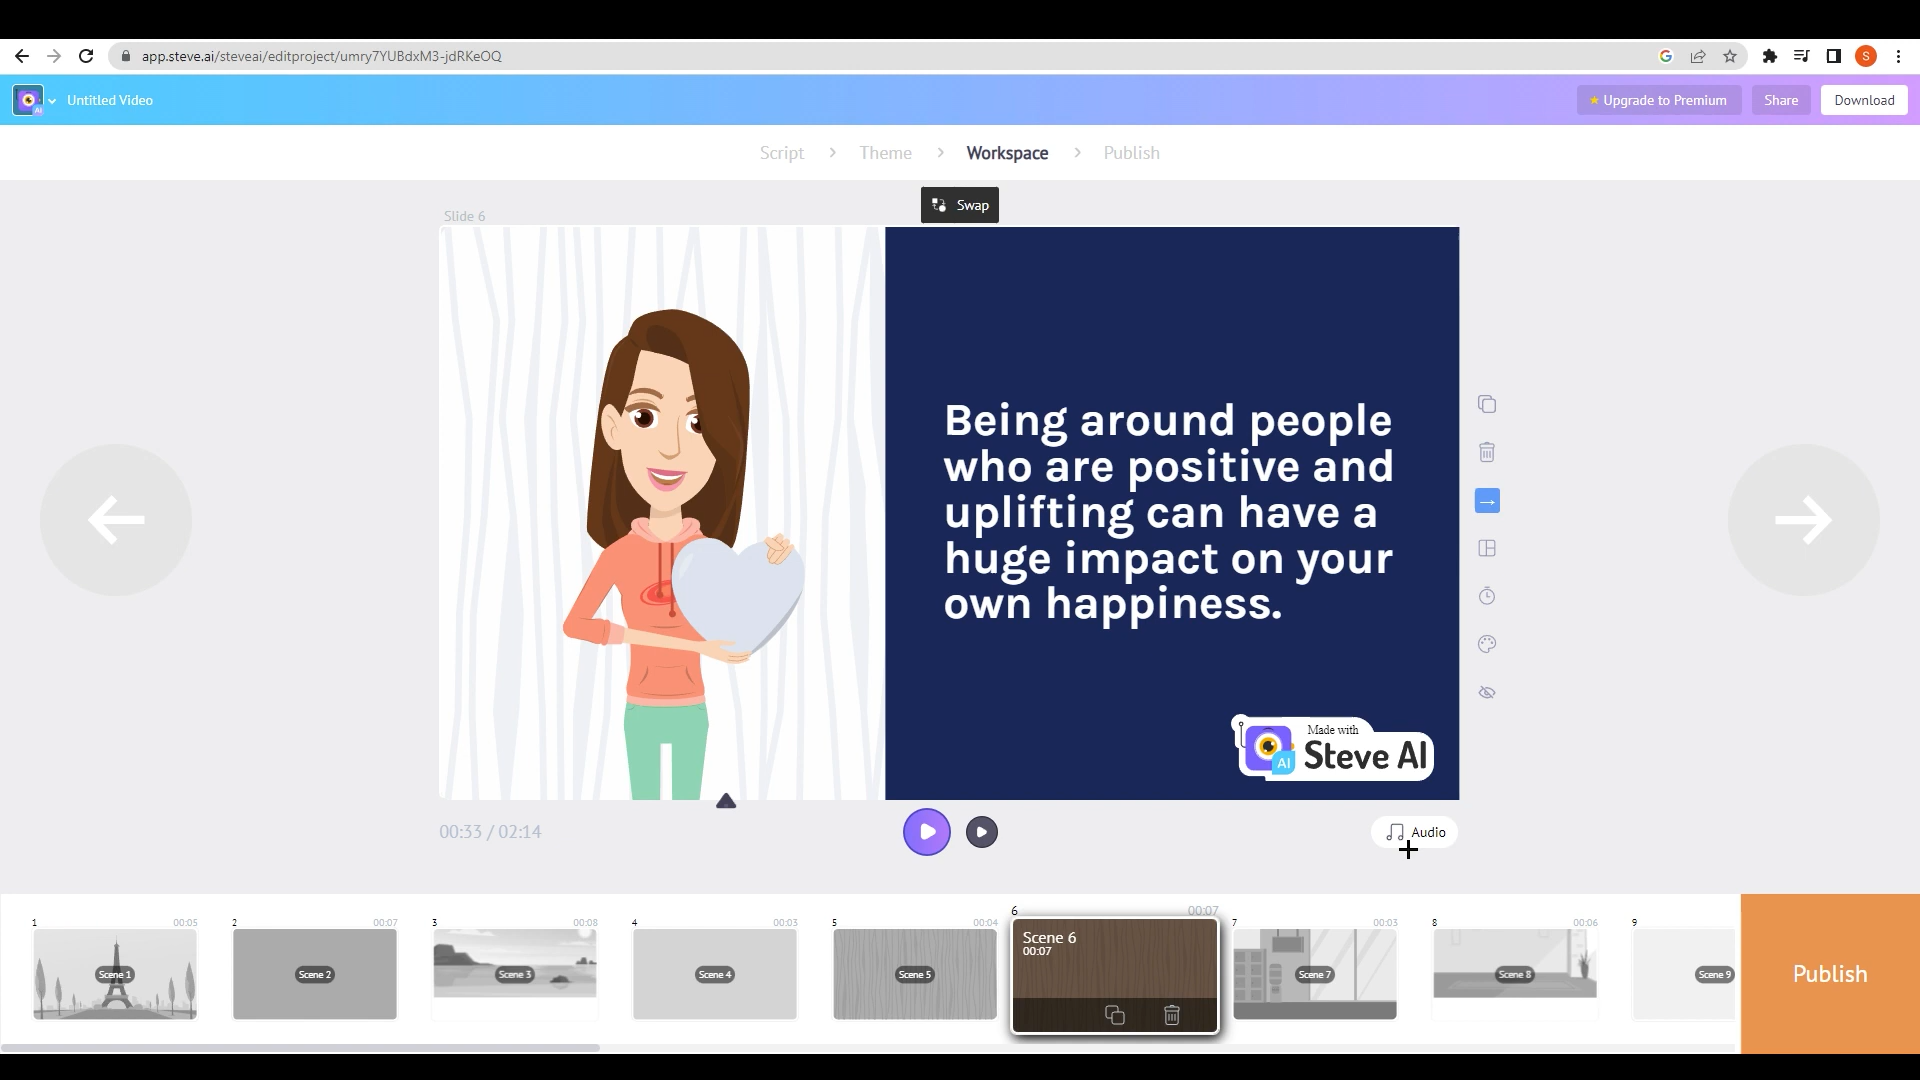 app.steve.ai/steveai/editproject/umry7YUBdxM3-jdRKeOQ
S
AI
Untitled Video
Upgrade to Premium
Share
Download
Script
Theme
Workspace
Publish
Swap
Slide 6
Being around people
who are positive and
uplifting can have a
huge impact on your
own happiness.
Made with
AI
Steve AI
00:33 / 02:14
Audio
1 00:05
2 00:07
3 00:08
4 00:03
5 00:04
6 00:07
7 00:03
8 00:06
9
Scene 1
Scene 2
Scene 3
Scene 4
Scene 5
Scene 6
00:07
Scene 7
Scene 8
Scene 9
Publish